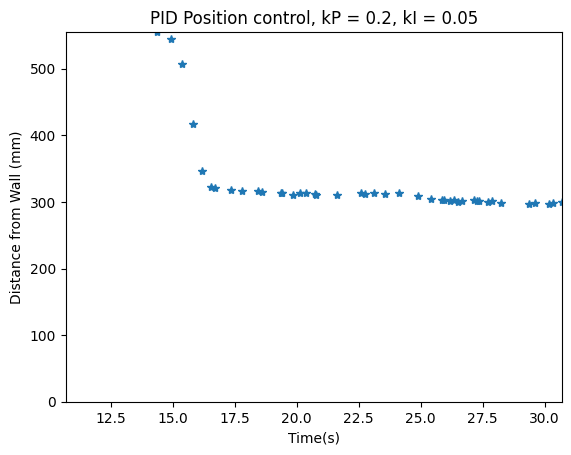 PID Position control, kP = 0.2, kI = 0.05
Distance from Wall (mm)
500
400
300
200
100
0
12.5 15.0 17.5 20.0 22.5 25.0 27.5 30.0
Time(s)